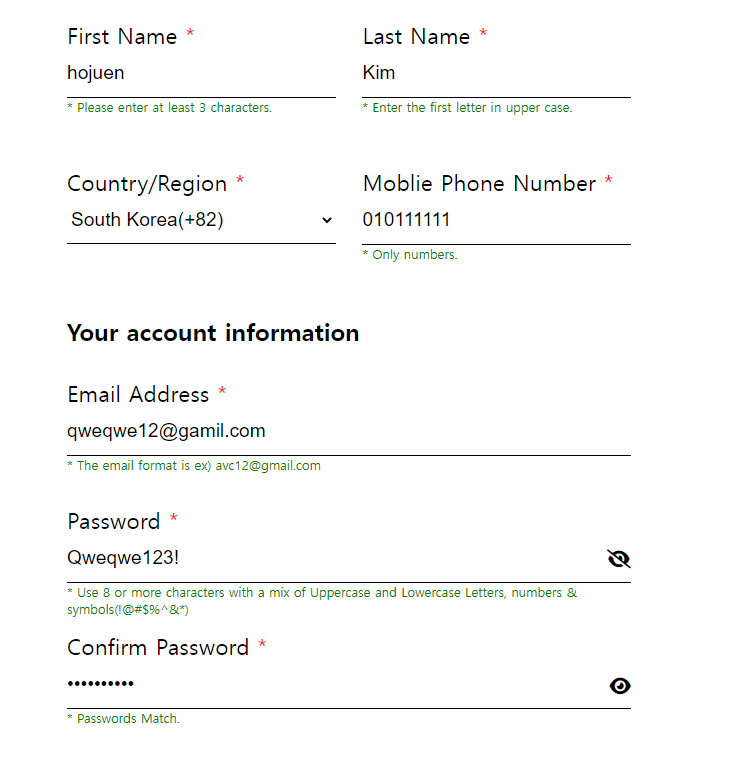 First Name * Last Name *
hojuen Kim
* Please enter at least 3 characters. * Enter the first letter in upper case.
Country/Region * Moblie Phone Number *
South Korea(+82) 010111111
* Only numbers.
Your account information
Email Address *
qweqwe12@gamil.com
* The email format is ex) avc12@gmail.com
Password *
Qweqwe123!
* Use 8 or more characters with a mix of Uppercase and Lowercase Letters, numbers &
symbols(!@#$%^&*)
Confirm Password *
••••••••••
* Passwords Match.